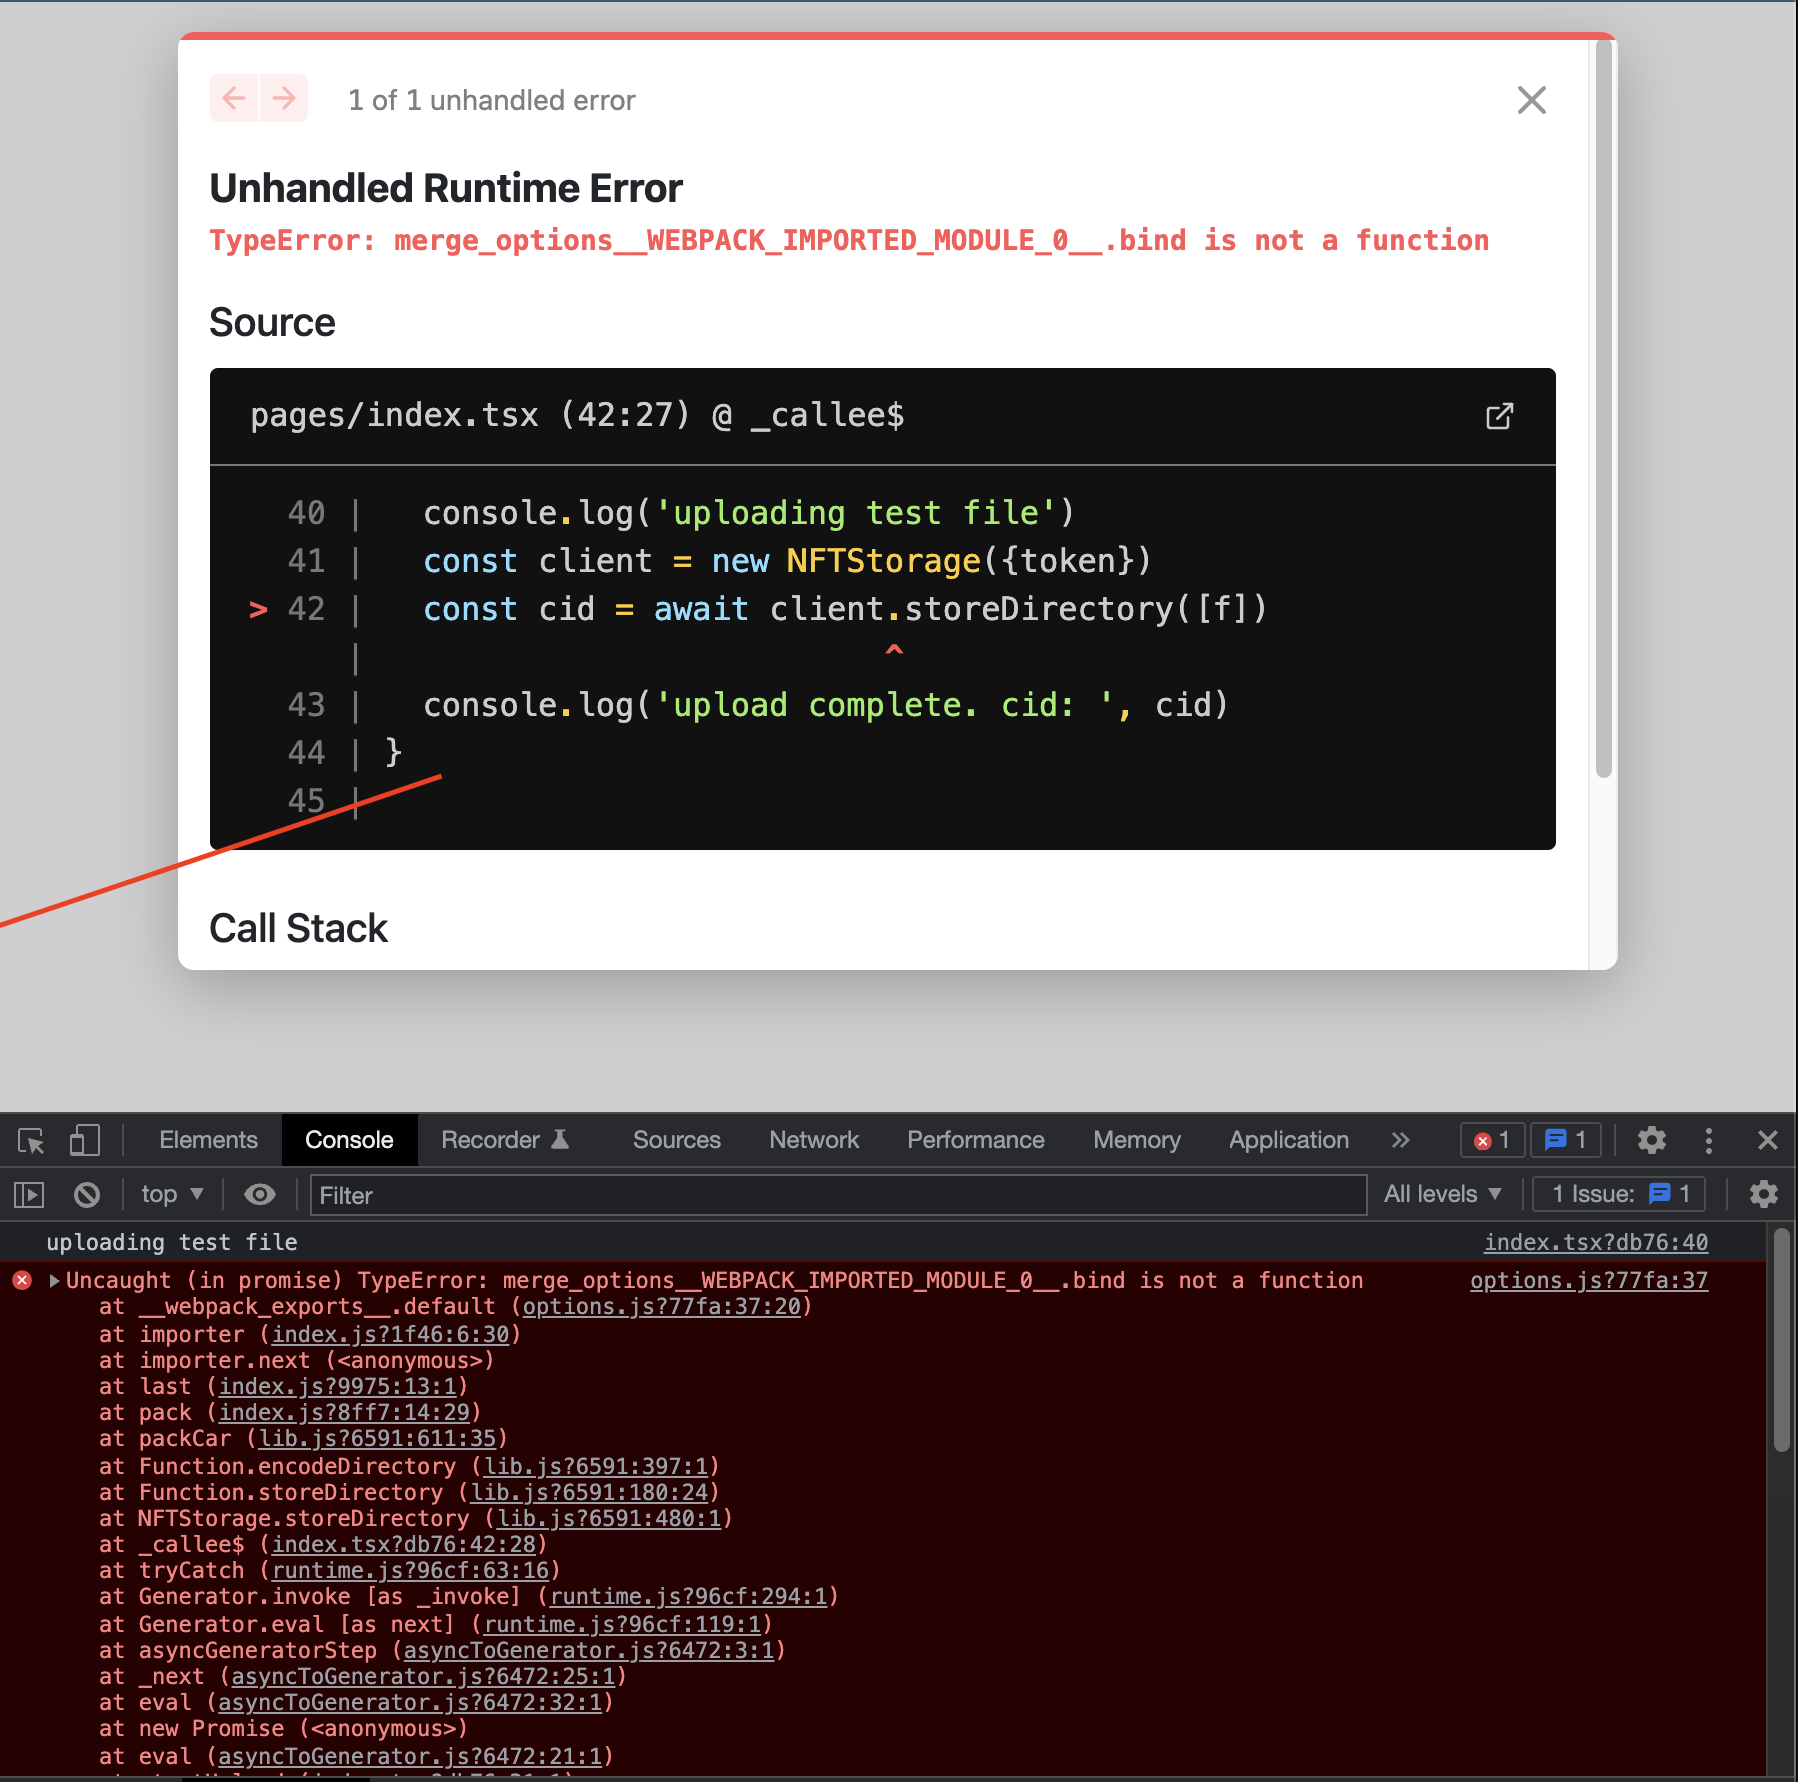 1 of 1 unhandled error
Unhandled Runtime Error
TypeError: merge_options__WEBPACK_IMPORTED_MODULE_0__.bind is not a function
Source
pages/index.tsx (42:27) @ _callee$
40 |   console.log('uploading test file')
41 |   const client = new NFTStorage({token})
> 42 |   const cid = await client.storeDirectory([f])
|                           ^
43 |   console.log('upload complete. cid: ', cid)
44 | }
45 |
Call Stack
Elements Console Recorder Sources Network Performance Memory Application » 1 1
top ▼ Filter All levels ▼ 1 Issue: 1
uploading test file index.tsx?db76:40
Uncaught (in promise) TypeError: merge_options__WEBPACK_IMPORTED_MODULE_0__.bind is not a function options.js?77fa:37
at __webpack_exports__.default (options.js?77fa:37:20)
at importer (index.js?1f46:6:30)
at importer.next (<anonymous>)
at last (index.js?9975:13:1)
at pack (index.js?8ff7:14:29)
at packCar (lib.js?6591:611:35)
at Function.encodeDirectory (lib.js?6591:397:1)
at Function.storeDirectory (lib.js?6591:180:24)
at NFTStorage.storeDirectory (lib.js?6591:480:1)
at _callee$ (index.tsx?db76:42:28)
at tryCatch (runtime.js?96cf:63:16)
at Generator.invoke [as _invoke] (runtime.js?96cf:294:1)
at Generator.eval [as next] (runtime.js?96cf:119:1)
at asyncGeneratorStep (asyncToGenerator.js?6472:3:1)
at _next (asyncToGenerator.js?6472:25:1)
at eval (asyncToGenerator.js?6472:32:1)
at new Promise (<anonymous>)
at eval (asyncToGenerator.js?6472:21:1)